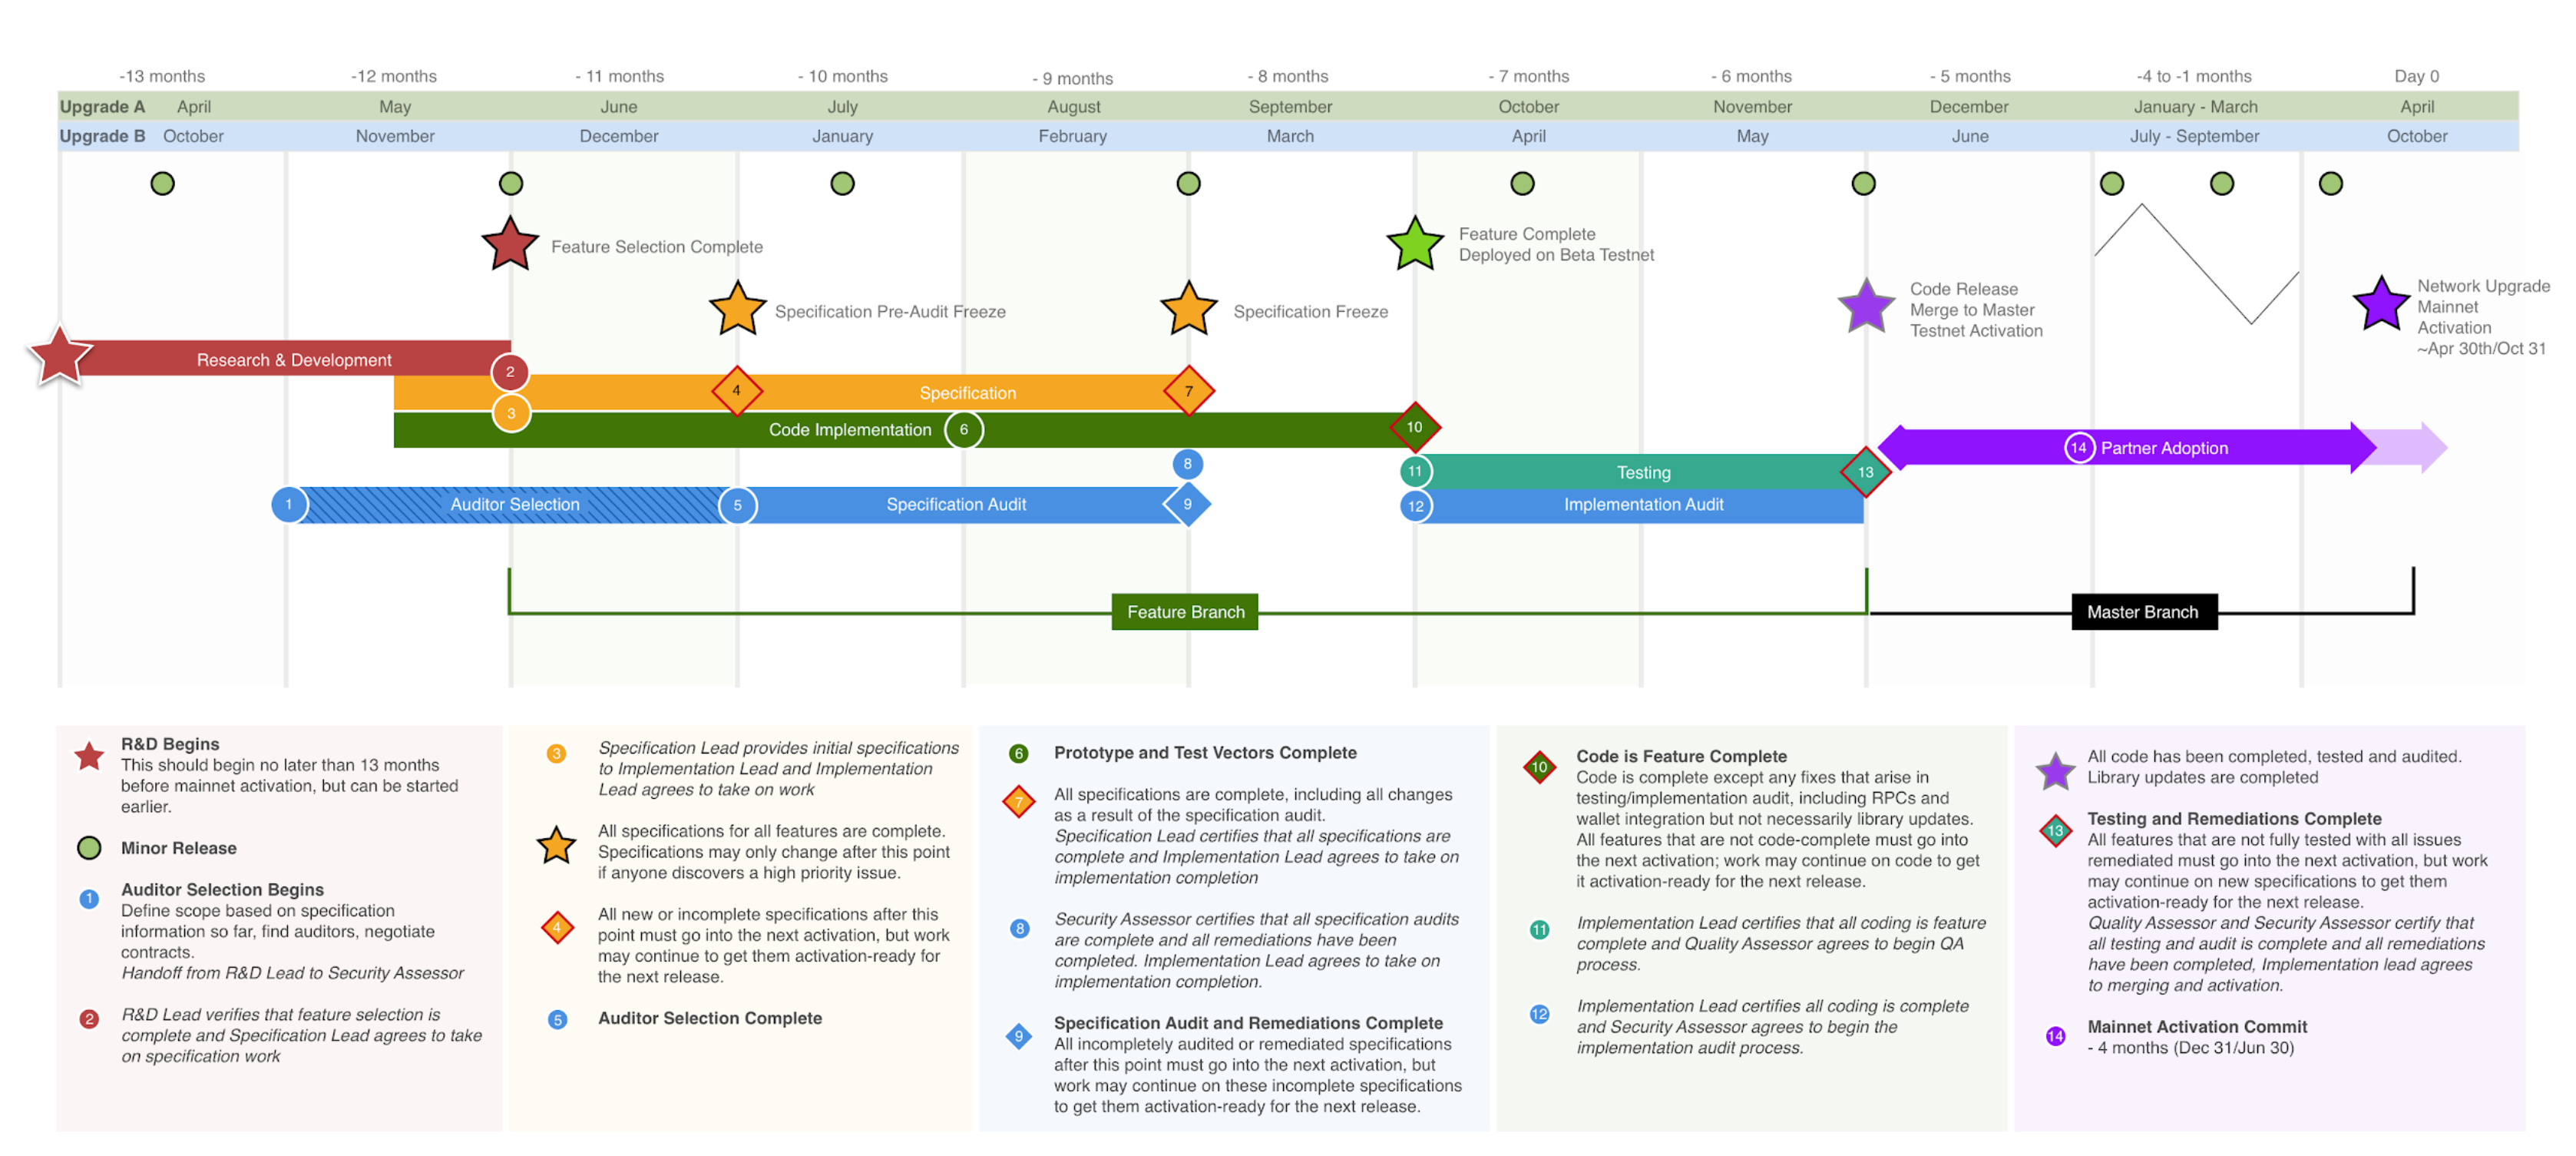 -13 months
-12 months
- 11 months
- 10 months
- 9 months
- 8 months
- 7 months
- 6 months
- 5 months
-4 to -1 months
Day 0
Upgrade A April May June July August September October November December January - March April
Upgrade B October November December January February March April May June July - September October
Feature Selection Complete
Feature Complete
Deployed on Beta Testnet
Specification Pre-Audit Freeze
Specification Freeze
Code Release
Merge to Master
Testnet Activation
Network Upgrade
Mainnet
Activation
~Apr 30th/Oct 31
Research & Development
2
4
Specification
7
3
Code Implementation
6
10
8
11
Testing
13
14
Partner Adoption
1
Auditor Selection
5
Specification Audit
9
12
Implementation Audit
Feature Branch
Master Branch
R&D Begins
This should begin no later than 13 months
before mainnet activation, but can be started
earlier.
Minor Release
1
Auditor Selection Begins
Define scope based on specification
information so far, find auditors, negotiate
contracts.
Handoff from R&D Lead to Security Assessor
2
R&D Lead verifies that feature selection is
complete and Specification Lead agrees to take
on specification work
3
Specification Lead provides initial specifications
to Implementation Lead and Implementation
Lead agrees to take on work
All specifications for all features are complete.
Specifications may only change after this point
if anyone discovers a high priority issue.
4
All new or incomplete specifications after this
point must go into the next activation, but work
may continue to get them activation-ready for
the next release.
5
Auditor Selection Complete
6
Prototype and Test Vectors Complete
7
All specifications are complete, including all changes
as a result of the specification audit.
Specification Lead certifies that all specifications are
complete and Implementation Lead agrees to take on
implementation completion
8
Security Assessor certifies that all specification audits
are complete and all remediations have been
completed. Implementation Lead agrees to take on
implementation completion.
9
Specification Audit and Remediations Complete
All incompletely audited or remediated specifications
after this point must go into the next activation, but
work may continue on these incomplete specifications
to get them activation-ready for the next release.
10
Code is Feature Complete
Code is complete except any fixes that arise in
testing/implementation audit, including RPCs and
wallet integration but not necessarily library updates.
All features that are not code-complete must go into
the next activation; work may continue on code to get
it activation-ready for the next release.
11
Implementation Lead certifies that all coding is feature
complete and Quality Assessor agrees to begin QA
process.
12
Implementation Lead certifies all coding is complete
and Security Assessor agrees to begin the
implementation audit process.
All code has been completed, tested and audited.
Library updates are completed
13
Testing and Remediations Complete
All features that are not fully tested with all issues
remediated must go into the next activation, but work
may continue on new specifications to get them
activation-ready for the next release.
Quality Assessor and Security Assessor certify that
all testing and audit is complete and all remediations
have been completed, Implementation lead agrees
to merging and activation.
14
Mainnet Activation Commit
- 4 months (Dec 31/Jun 30)